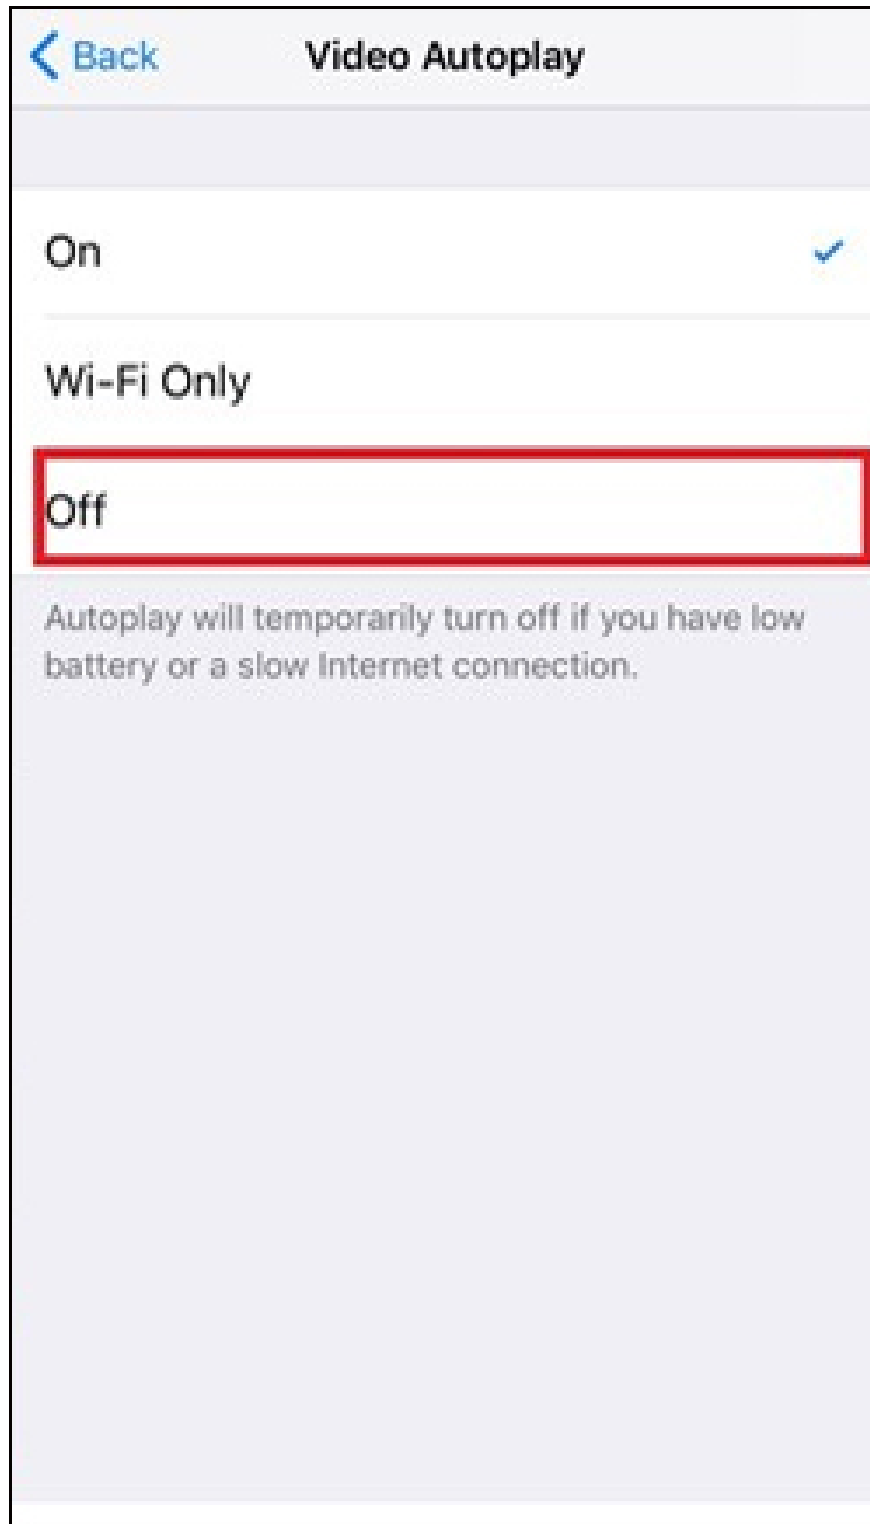 Back
Video Autoplay
On
Wi-Fi Only
Off
Autoplay will temporarily turn off if you have low
battery or a slow Internet connection.